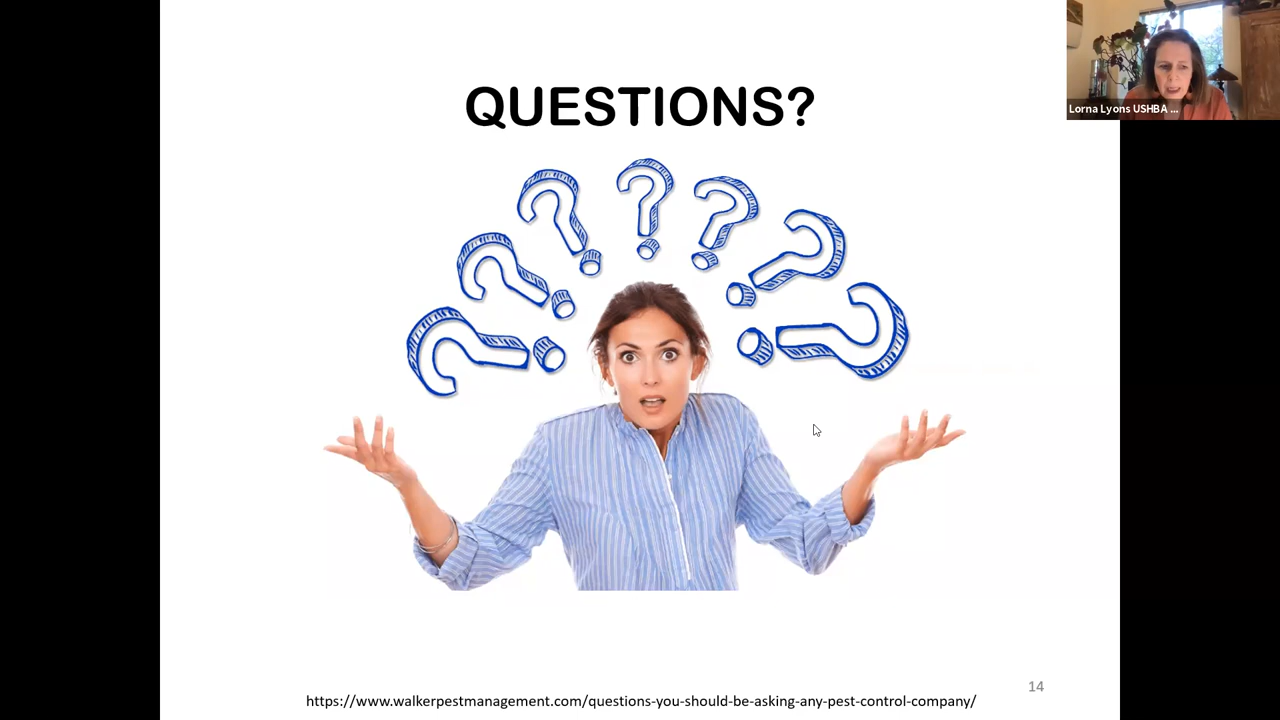 QUESTIONS?
Lorna Lyons USHBA ...
14
https://www.walkerpestmanagement.com/questions-you-should-be-asking-any-pest-control-company/